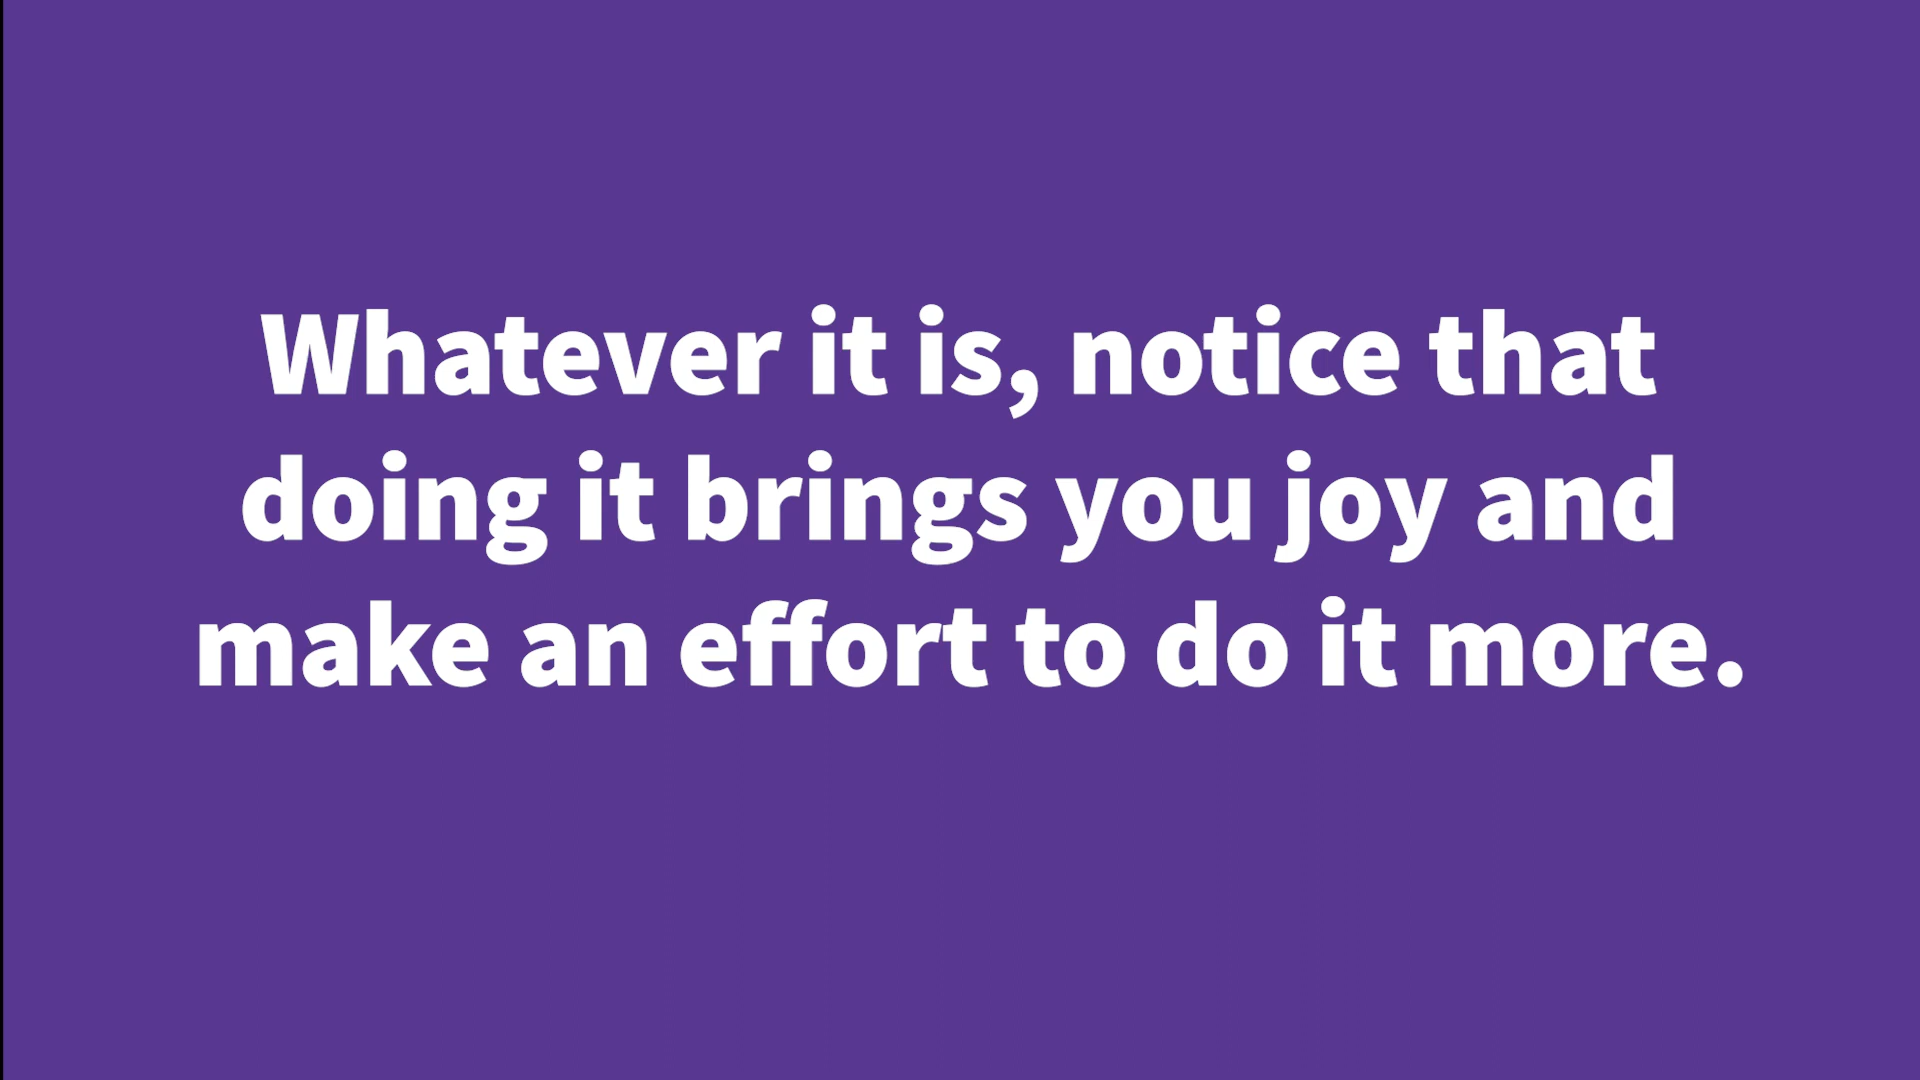 Whatever it is, notice that
doing it brings you joy and
make an effort to do it more.